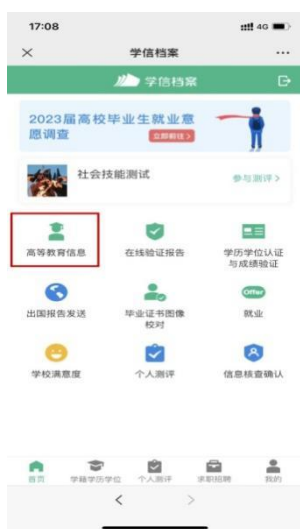 17:08
4G
学信档案
学信档案
2023届高校毕业生就业意
愿调查
立即前往>
社会技能测试
参与测评>
高等教育信息
在线验证报告
学历学位认证
与成绩验证
Offer
出国报告发送
毕业证书图像
校对
就业
学校满意度
个人测评
信息核查确认
首页
学籍学历学位
个人测评
求职招聘
我的